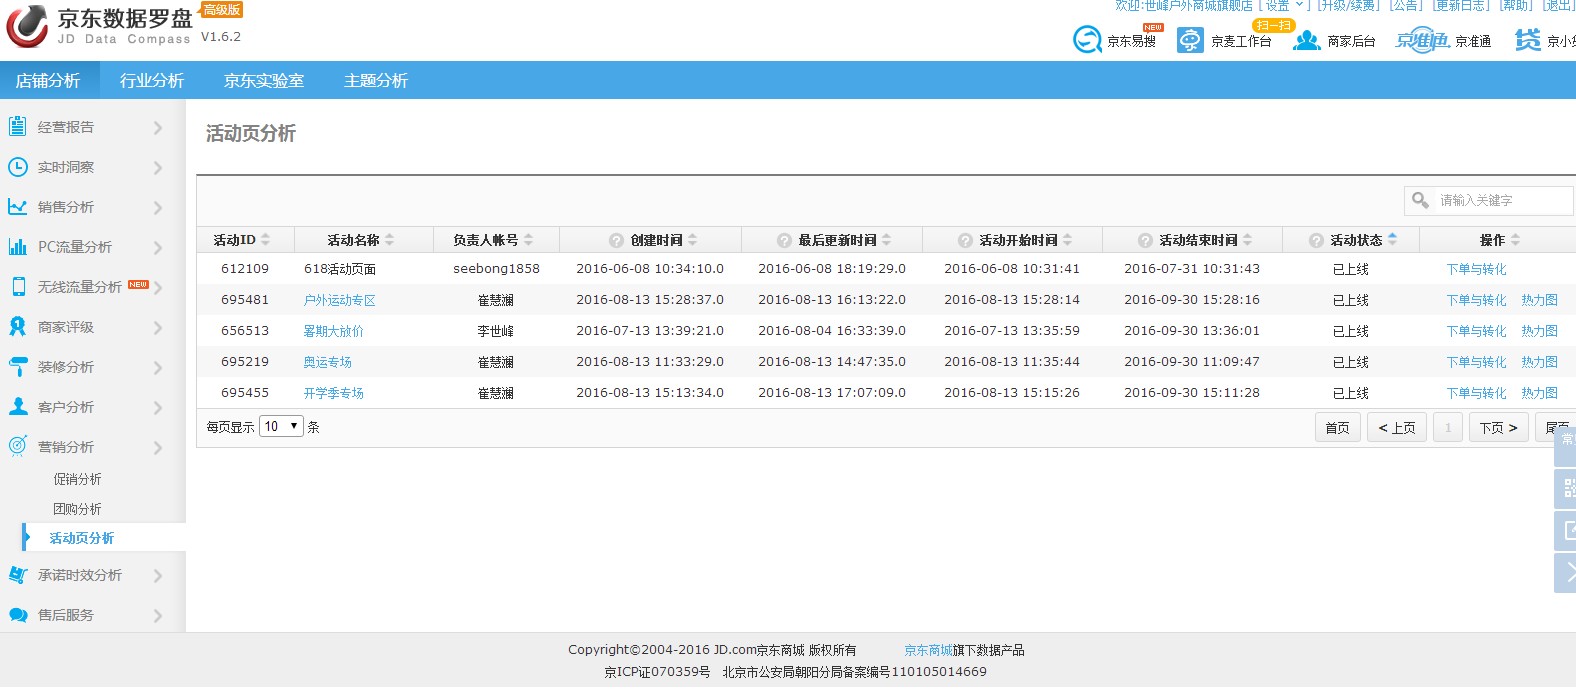 京东数据罗盘 高级版
JD Data Compass V1.6.2
欢迎:世峰户外商城旗舰店 [ 设置 ] [升级/续费] [公告] [更新日志] [帮助] [退出]
京东易搜 NEW 京麦工作台 扫一扫 商家后台 京准通 京准通 贷 京小
店铺分析 行业分析 京东实验室 主题分析
经营报告
实时洞察
销售分析
PC流量分析
无线流量分析 NEW
商家评级
装修分析
客户分析
营销分析
促销分析
团购分析
活动页分析
承诺时效分析
售后服务
活动页分析
请输入关键字
活动ID 活动名称 负责人帐号 ? 创建时间 ? 最后更新时间 ? 活动开始时间 ? 活动结束时间 ? 活动状态 操作
612109 618活动页面 seebong1858 2016-06-08 10:34:10.0 2016-06-08 18:19:29.0 2016-06-08 10:31:41 2016-07-31 10:31:43 已上线 下单与转化
695481 户外运动专区 崔慧澜 2016-08-13 15:28:37.0 2016-08-13 16:13:22.0 2016-08-13 15:28:14 2016-09-30 15:28:16 已上线 下单与转化 热力图
656513 暑期大放价 李世峰 2016-07-13 13:39:21.0 2016-08-04 16:33:39.0 2016-07-13 13:35:59 2016-09-30 13:36:01 已上线 下单与转化 热力图
695219 奥运专场 崔慧澜 2016-08-13 11:33:29.0 2016-08-13 14:47:35.0 2016-08-13 11:35:44 2016-09-30 11:09:47 已上线 下单与转化 热力图
695455 开学季专场 崔慧澜 2016-08-13 15:13:34.0 2016-08-13 17:07:09.0 2016-08-13 15:15:26 2016-09-30 15:11:28 已上线 下单与转化 热力图
每页显示 10 条 首页 < 上页 1 下页 > 尾页
常
Copyright©2004-2016 JD.com京东商城 版权所有 京东商城旗下数据产品
京ICP证070359号 北京市公安局朝阳分局备案编号110105014669